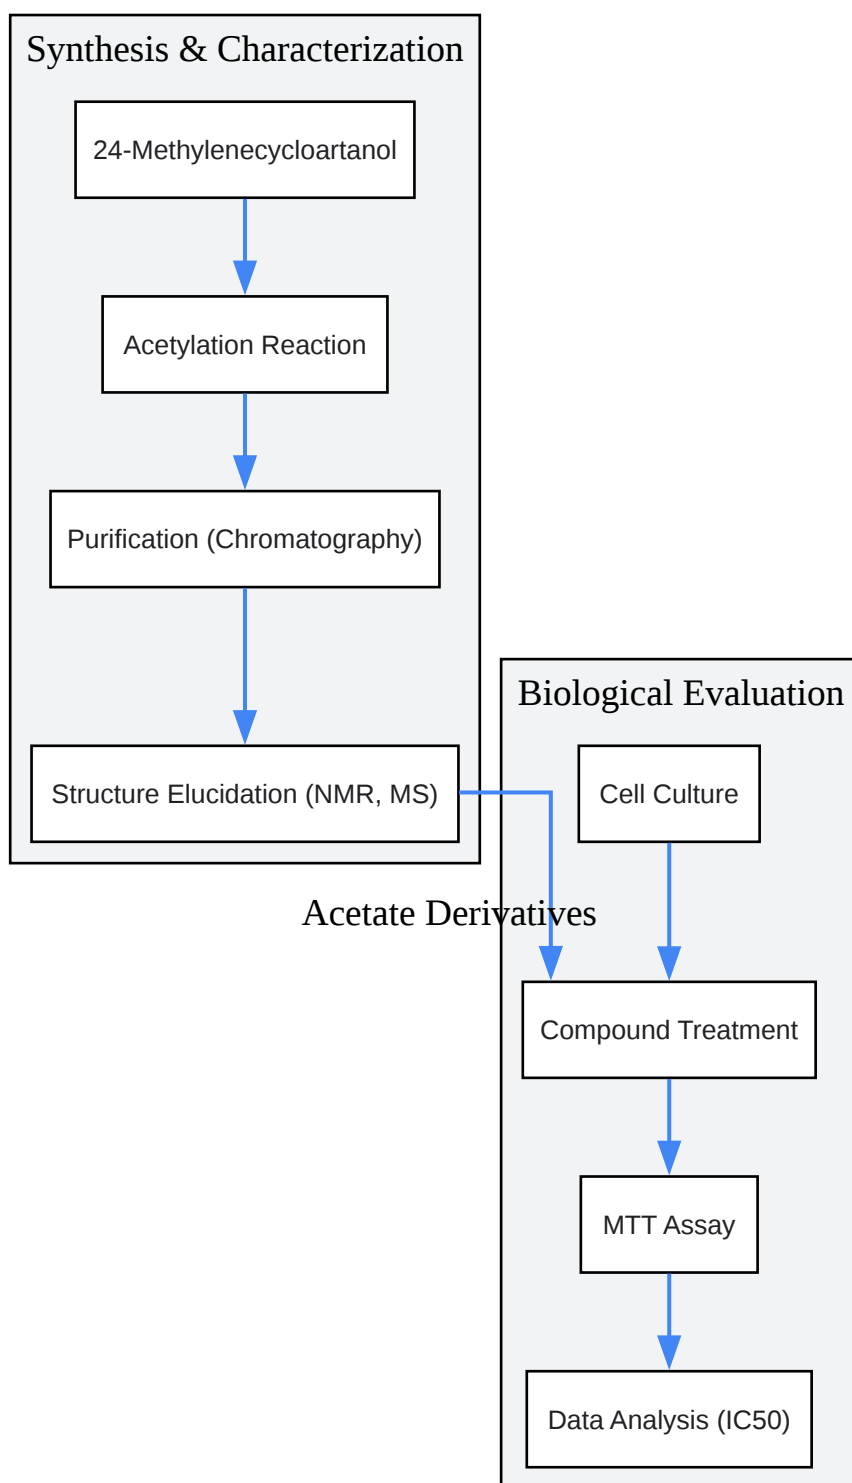 Synthesis & Characterization
24-Methylenecycloartanol
Acetylation Reaction
Purification (Chromatography)
Structure Elucidation (NMR, MS)
Acetate Derivatives
Biological Evaluation
Cell Culture
Compound Treatment
MTT Assay
Data Analysis (IC50)